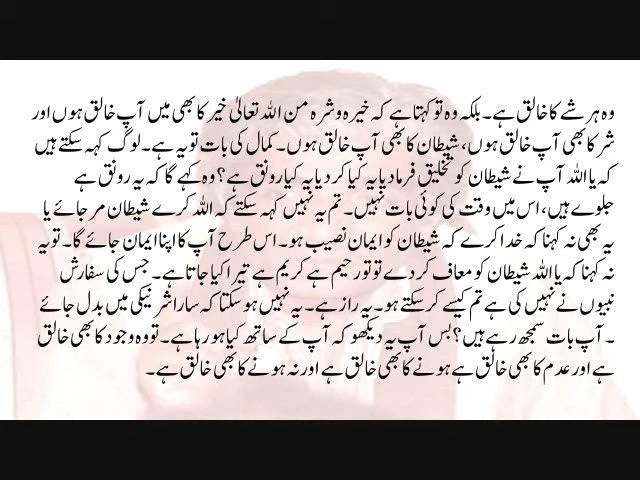 وہ ہر شے کا خالق ہے۔ بلکہ وہ تو کہتا ہے کہ خیرہ و شرہ من اللہ تعالیٰ خیر کا بھی میں آپ خالق ہوں اور
شر کا بھی آپ خالق ہوں، شیطان کا بھی آپ خالق ہوں۔ کمال کی بات تو یہ ہے۔ لوگ کہہ سکتے ہیں
کہ یا اللہ آپ نے شیطان کو تخلیق فرما دیا یہ کیا کر دیا یہ کیا رونق ہے؟ وہ کہے گا کہ یہ رونق ہے
جلوے ہیں، اس میں وقت کی کوئی بات نہیں۔ تم یہ نہیں کہہ سکتے کہ اللہ کرے شیطان مر جائے یا
یہ بھی نہ کہنا کہ خدا کرے کہ شیطان کو ایمان نصیب ہو۔ اس طرح آپ کا اپنا ایمان جائے گا۔ تو یہ
نہ کہنا کہ یا اللہ شیطان کو معاف کر دے تو تو رحیم ہے کریم ہے تیرا کیا جاتا ہے۔ جس کی سفارش
نبیوں نے نہیں کی ہے تم کیسے کر سکتے ہو۔ یہ راز ہے۔ یہ نہیں ہو سکتا کہ سارا شر نیکی میں بدل جائے
۔ آپ بات سمجھ رہے ہیں؟ بس آپ یہ دیکھو کہ آپ کے ساتھ کیا ہو رہا ہے۔ تو وہ وجود کا بھی خالق
ہے اور عدم کا بھی خالق ہے ہونے کا بھی خالق ہے اور نہ ہونے کا بھی خالق ہے۔